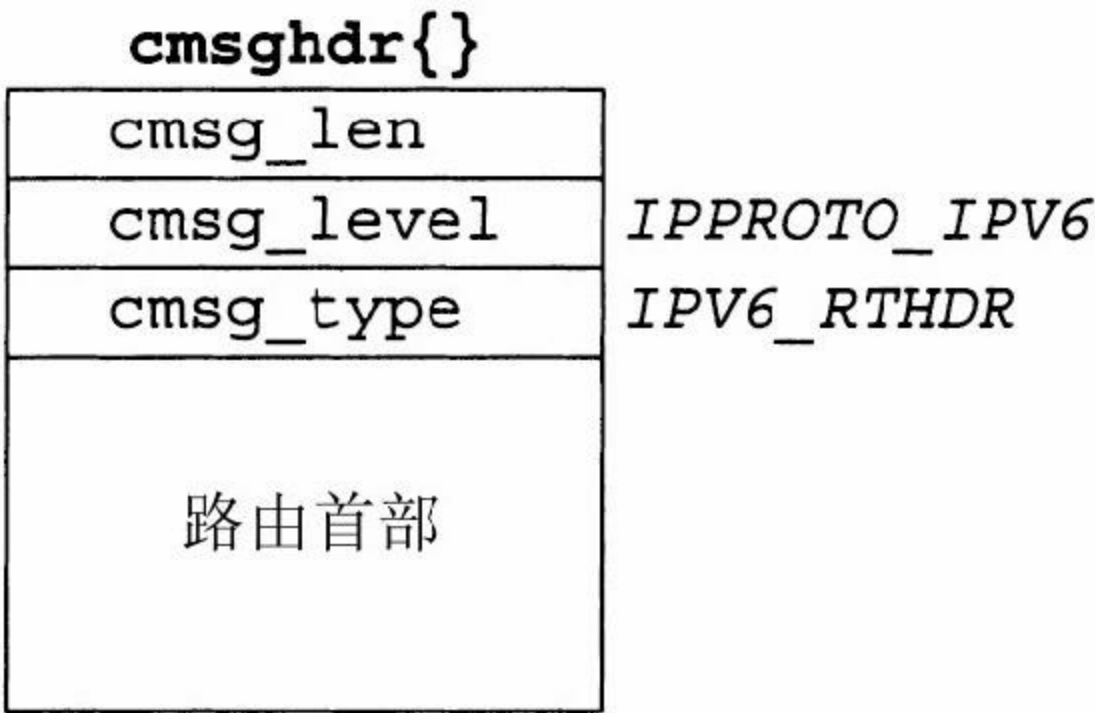 cmsghdr{}
cmsg_len
cmsg_level IPPROTO_IPV6
cmsg_type IPV6_RTHDR
路由首部